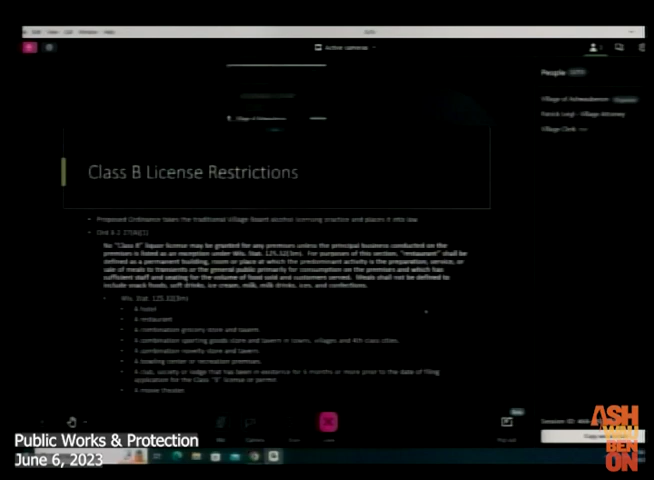 Active cameras
People
Village of Ashwaubenon
Village Attorney
Village Clerk
Class B License Restrictions
Proposed Ordinance takes the traditional Village Board alcohol licensing practice and places it into law
No "Class B" liquor license may be granted for any premises unless the principal business conducted on the
premises is listed as an exception under Wis. Stat. 125.32(3m). For purposes of this section, "restaurant" shall be
defined as a permanent building, room or place at which the predominant activity is the preparation, service, or
sale of meals to transients or the general public primarily for consumption on the premises and which has
sufficient staff and seating for the volume of food sold and customers served. Meals shall not be defined to
include snack foods, soft drinks, ice cream, milk, milk drinks, ices, and confections.
Wis. Stat. 125.32(3m)
A hotel
A restaurant
A combination grocery store and tavern
A combination sporting goods store and tavern in towns, villages and 4th class cities.
A combination novelty store and tavern
A bowling center or recreation premises
A club, society or lodge that has been in existence for 6 months or more prior to the date of filing
application for the Class "B" license or permit
A movie theater
Session ID:
Public Works & Protection
June 6, 2023
ASH
WAU
BEN
ON